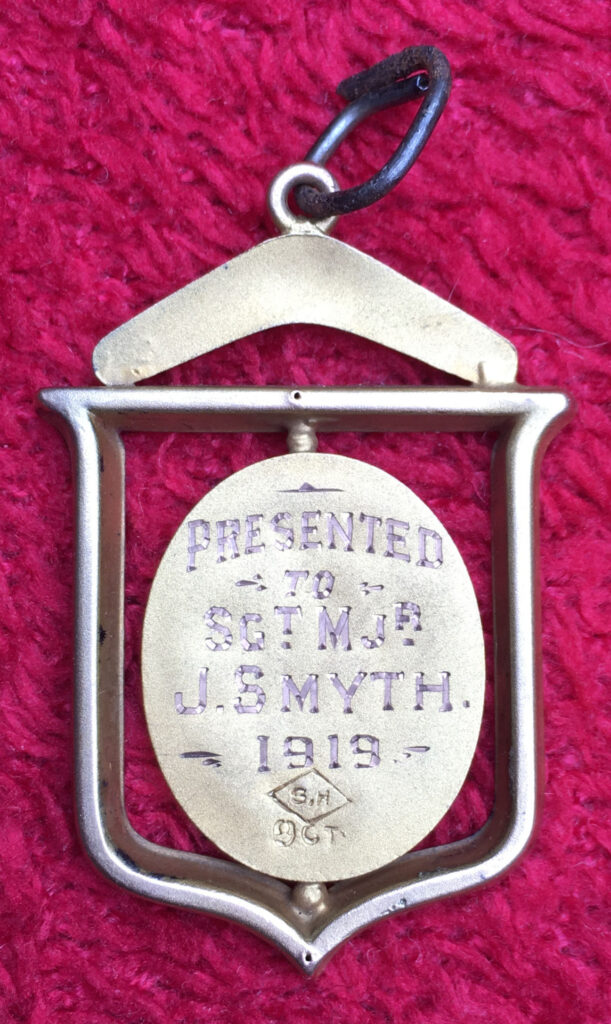 PRESENTED
TO
SGT MJR
J. SMYTH.
1919
S.H
9CT